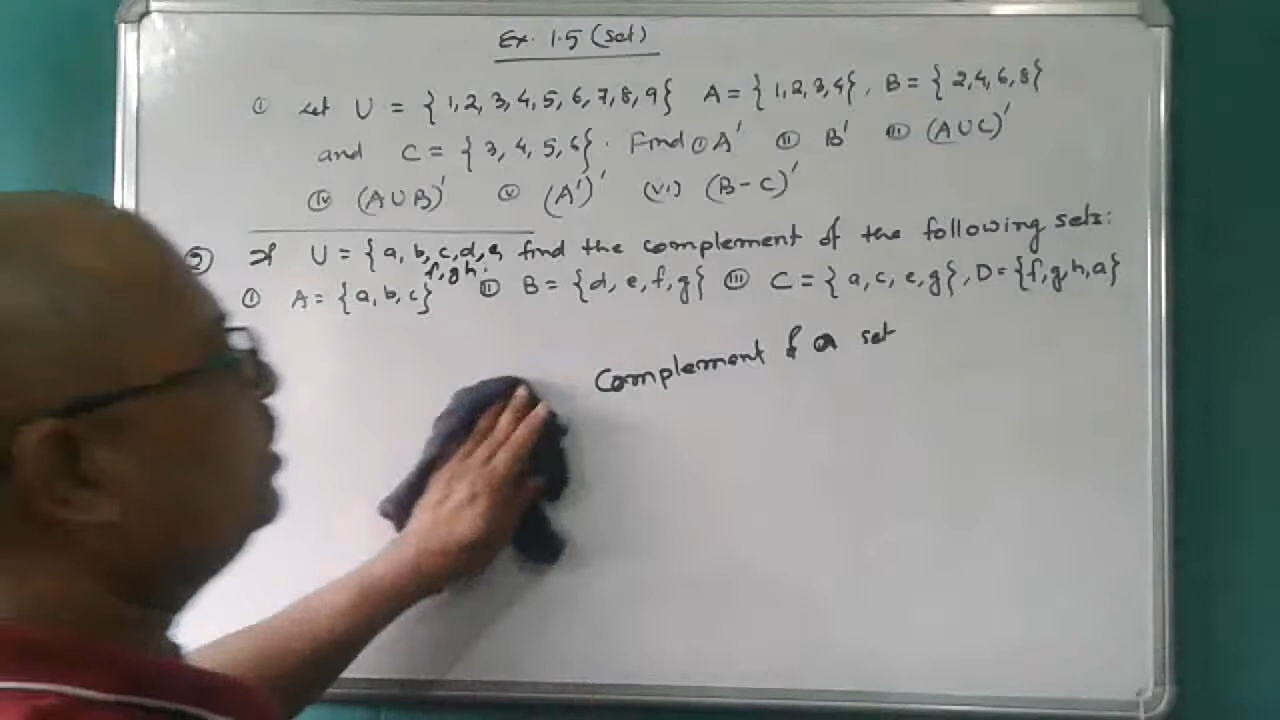 Ex. 1.5 (Set)
① Let U = {1, 2, 3, 4, 5, 6, 7, 8, 9} A = {1, 2, 3, 4}, B = {2, 4, 6, 8}
and C = {3, 4, 5, 6}. Find ⓘ A' ⓘⓘ B' ⓘⓘⓘ (A∪C)'
ⓘⓥ (A∪B)' ⓥ (A')' (vi) (B-C)'
② If U = {a, b, c, d, e, find the complement of the following sets:
f, g h.
ⓘ A = {a, b, c} ⓘⓘ B = {d, e, f, g} ⓘⓘⓘ C = {a, c, e, g}, D = {f, g, h, a}
Complement of a set